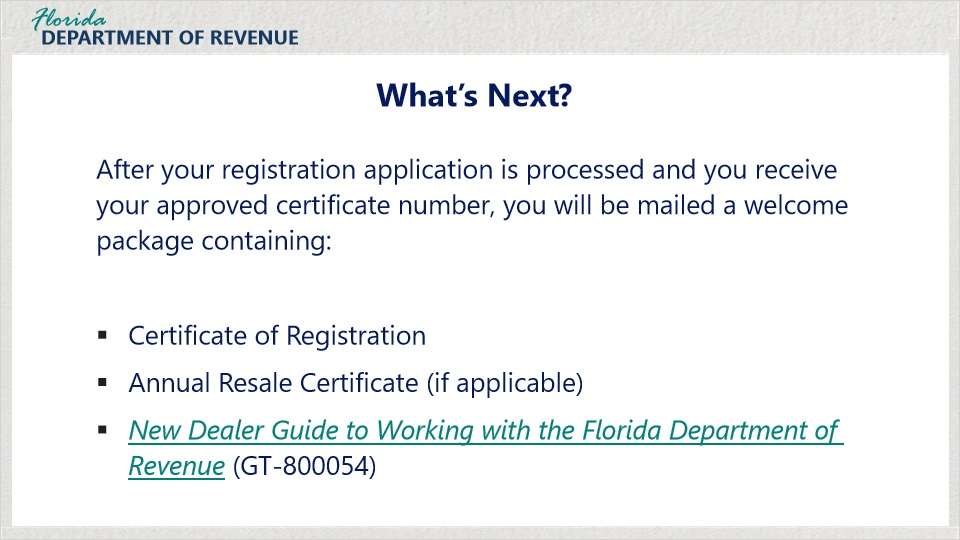 Florida
DEPARTMENT OF REVENUE
What's Next?
After your registration application is processed and you receive
your approved certificate number, you will be mailed a welcome
package containing:
▪ Certificate of Registration
▪ Annual Resale Certificate (if applicable)
▪ New Dealer Guide to Working with the Florida Department of
Revenue (GT-800054)